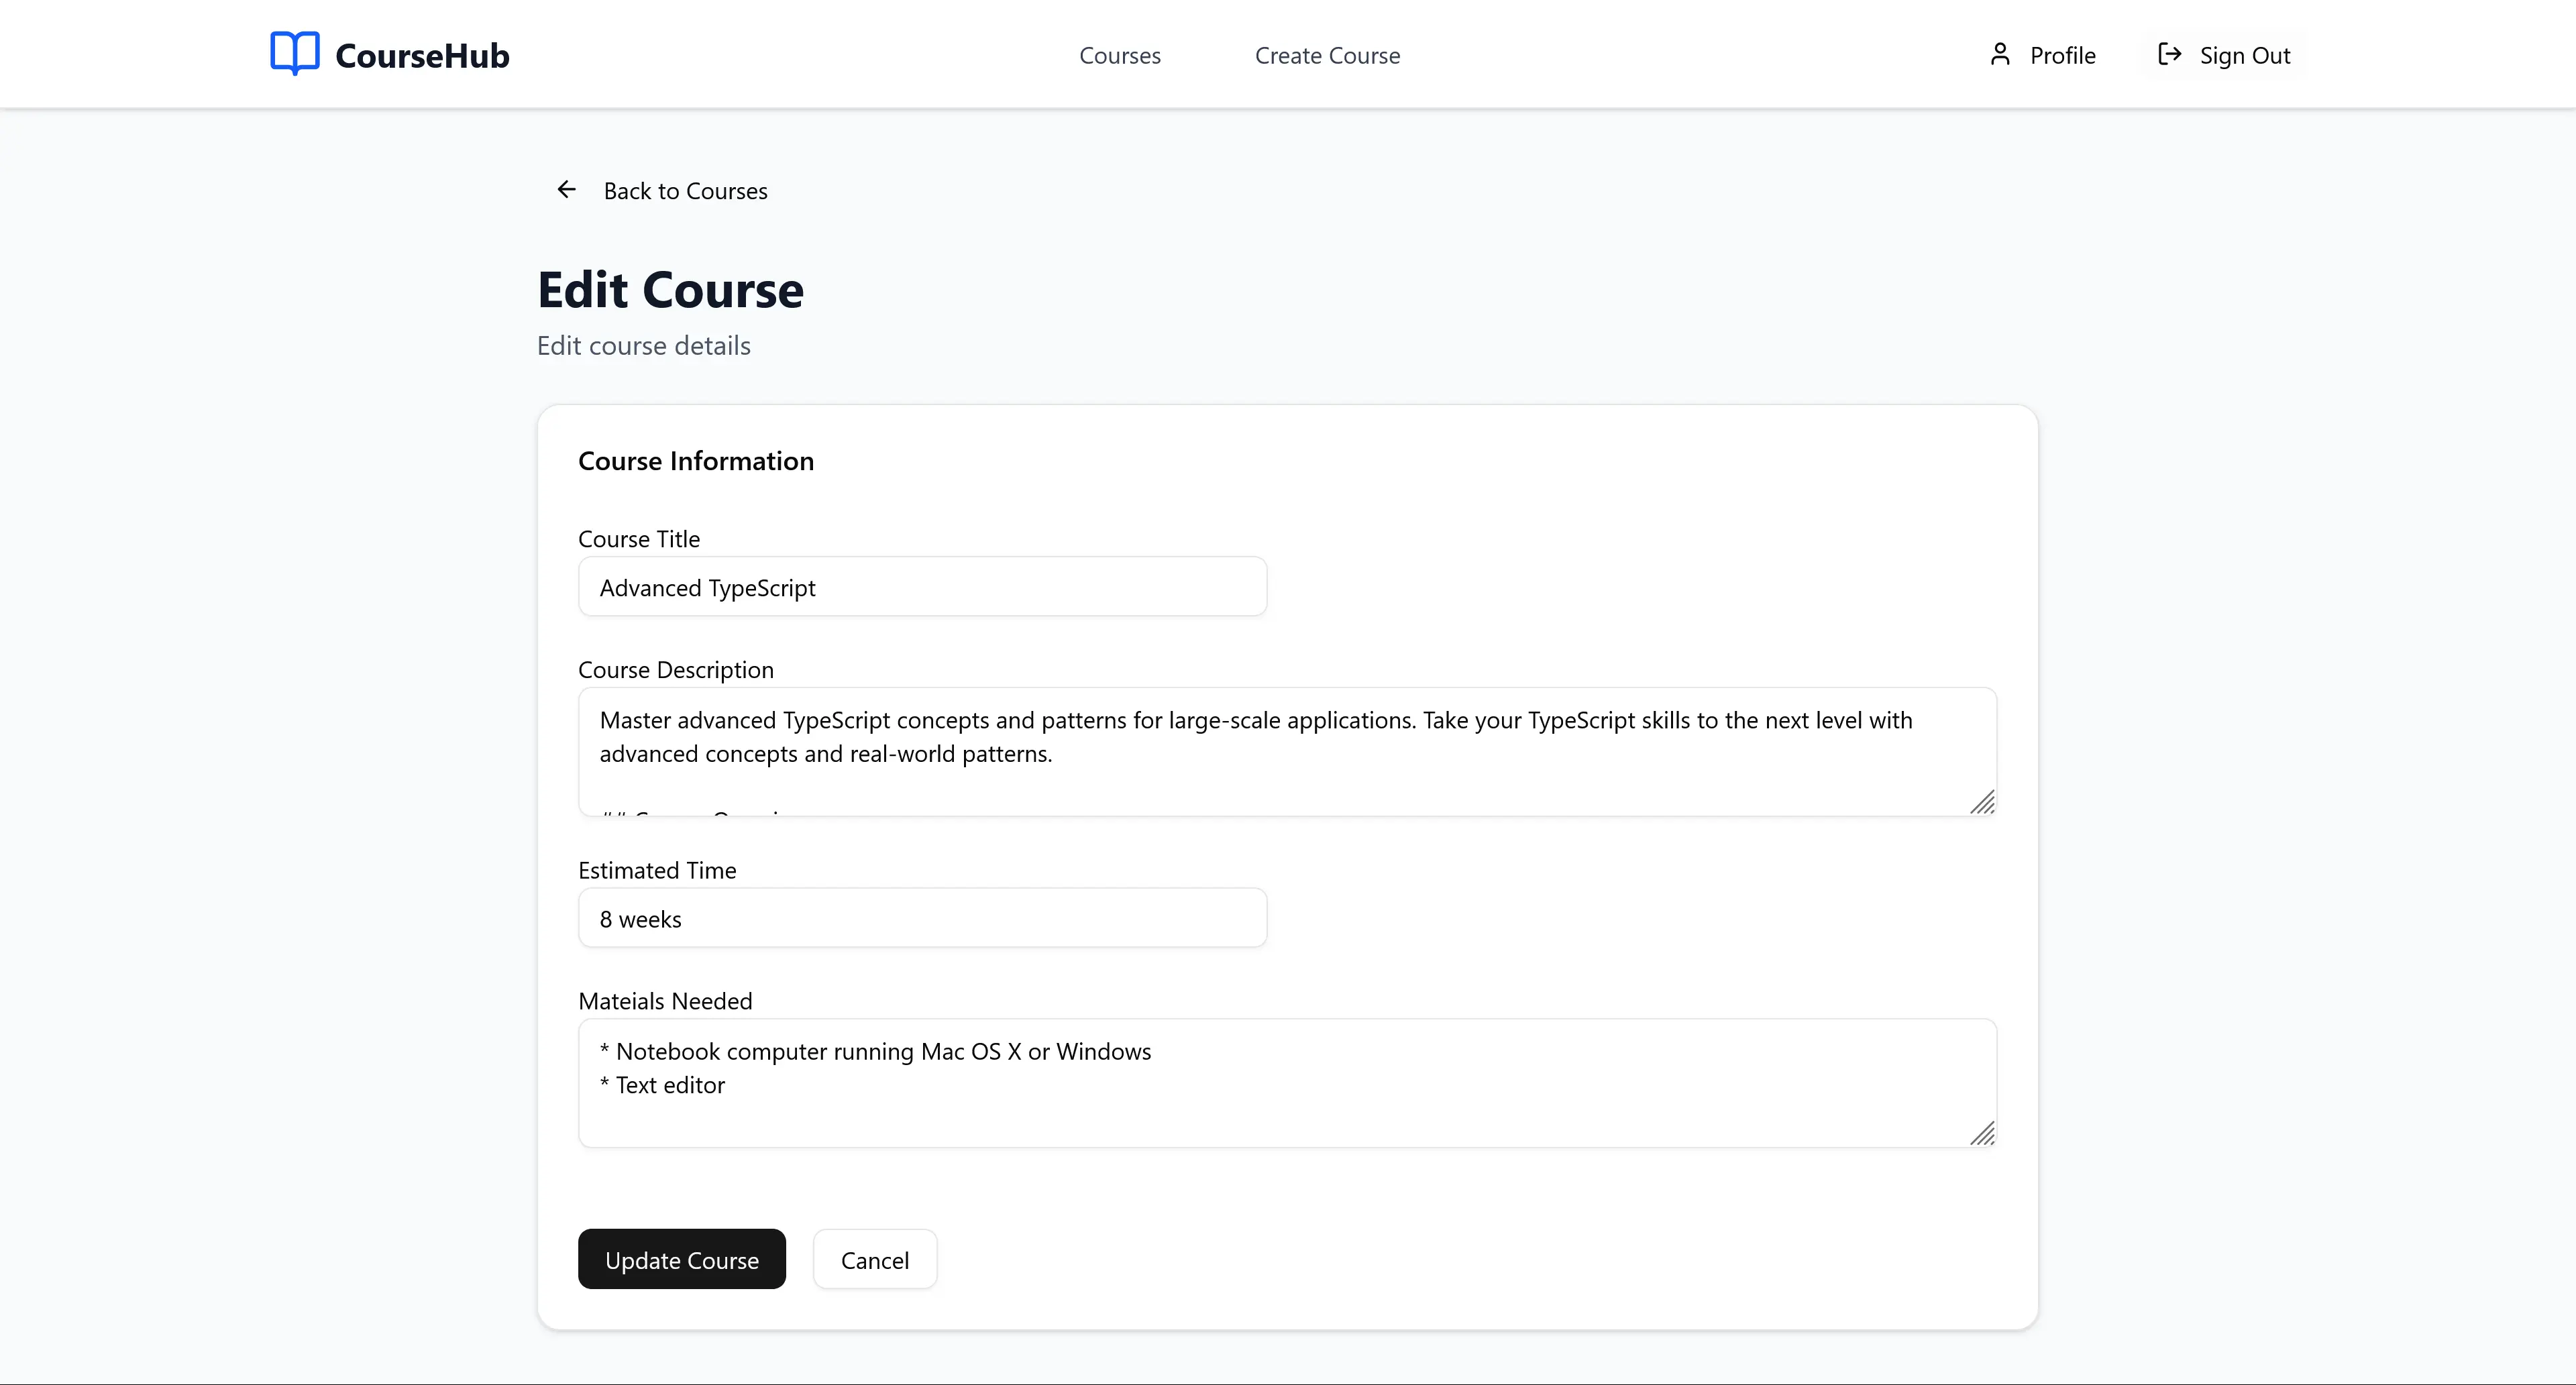 CourseHub
Courses
Create Course
Profile
Sign Out
Back to Courses
Edit Course
Edit course details
Course Information
Course Title
Advanced TypeScript
Course Description
Master advanced TypeScript concepts and patterns for large-scale applications. Take your TypeScript skills to the next level with
advanced concepts and real-world patterns.
Estimated Time
8 weeks
Mateials Needed
* Notebook computer running Mac OS X or Windows
* Text editor
Update Course
Cancel